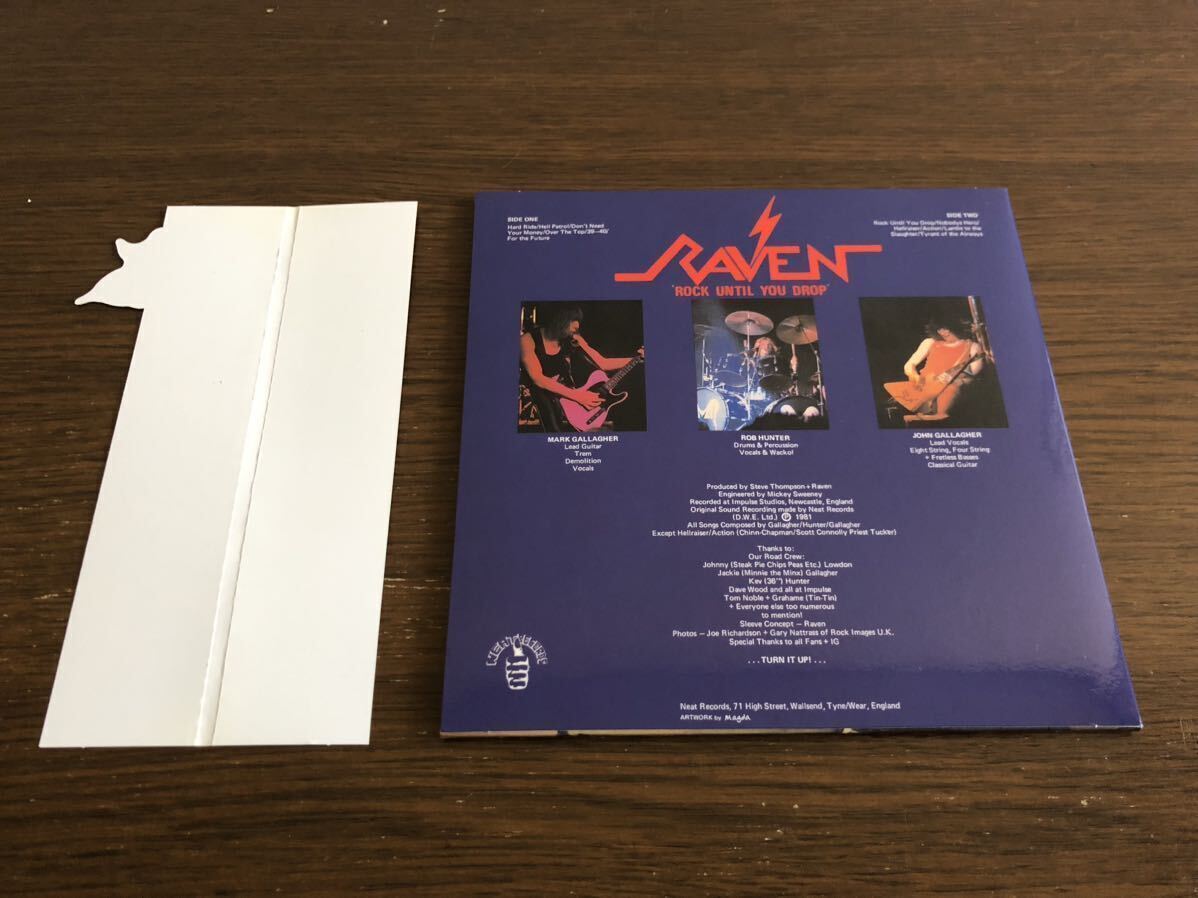 SIDE ONE
Hard Ride/Hell Patrol/Don't Need
Your Money/Over The Top/39—40/
For the Future
SIDE TWO
Rock Until You Drop/Nobodys Hero/
Hellraiser/Action/Lambs to the
Slaughter/Tyrant of the Airways
RAVEN
'ROCK UNTIL YOU DROP'
MARK GALLAGHER
Lead Guitar
Trem
Demolition
Vocals
ROB HUNTER
Drums & Percussion
Vocals & Wacko!
JOHN GALLAGHER
Lead Vocals
Eight String, Four String
+ Fretless Basses
Classical Guitar
Produced by Steve Thompson + Raven
Engineered by Mickey Sweeney
Recorded at Impulse Studios, Newcastle, England
Original Sound Recording made by Neat Records
(D.W.E. Ltd.) Ⓟ 1981
All Songs Composed by Gallagher/Hunter/Gallagher
Except Hellraiser/Action (Chinn-Chapman/Scott Connolly Priest Tucker)
Thanks to:
Our Road Crew:
Johnny (Steak Pie Chips Peas Etc.) Lowdon
Jackie (Minnie the Minx) Gallagher
Kev (36") Hunter
Dave Wood and all at Impulse
Tom Noble + Grahame (Tin-Tin)
+ Everyone else too numerous
to mention!
Sleeve Concept — Raven
Photos — Joe Richardson + Gary Nattrass of Rock Images U.K.
Special Thanks to all Fans + IG
. . . TURN IT UP! . . .
NEAT RECORDS
Neat Records, 71 High Street, Wallsend, Tyne/Wear, England
ARTWORK by Magda